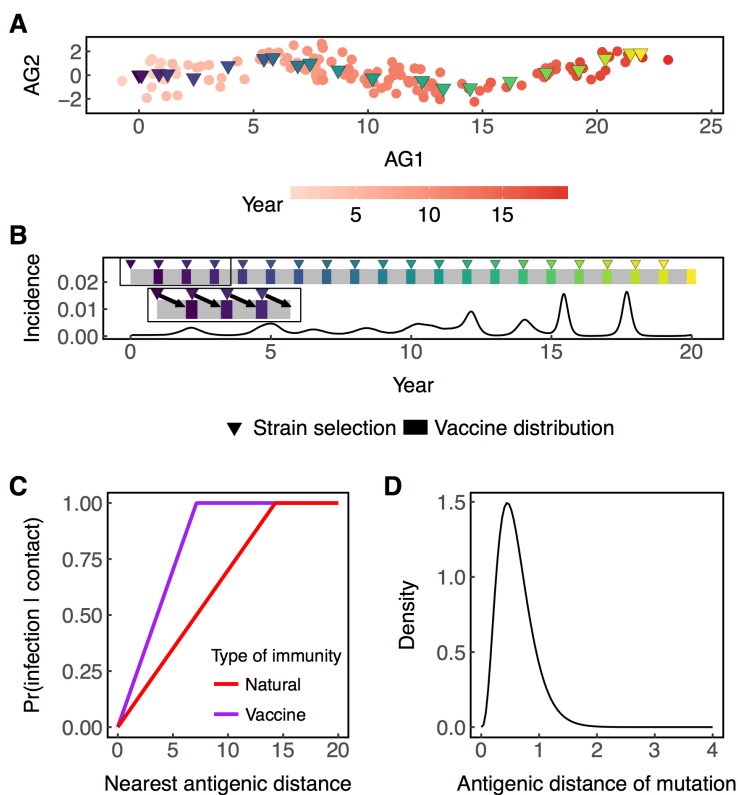 A
AG2
2
0
−2
0 5 10 15 20 25
AG1
Year
5 10 15
B
Incidence
0.02
0.01
0.00
0 5 10 15 20
Year
Strain selection Vaccine distribution
C
Pr(infection | contact)
1.00
0.75
0.50
0.25
0.00
Type of immunity
Natural
Vaccine
0 5 10 15 20
Nearest antigenic distance
D
Density
1.5
1.0
0.5
0.0
0 1 2 3 4
Antigenic distance of mutation